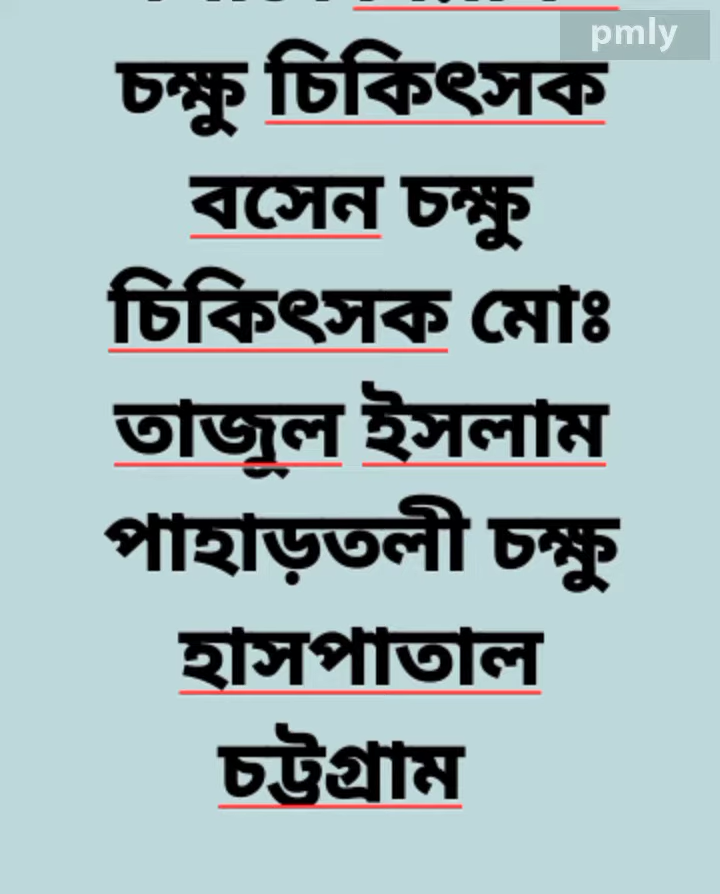 pmly
চক্ষু চিকিৎসক
বসেন চক্ষু
চিকিৎসক মোঃ
তাজুল ইসলাম
পাহাড়তলী চক্ষু
হাসপাতাল
চট্টগ্রাম